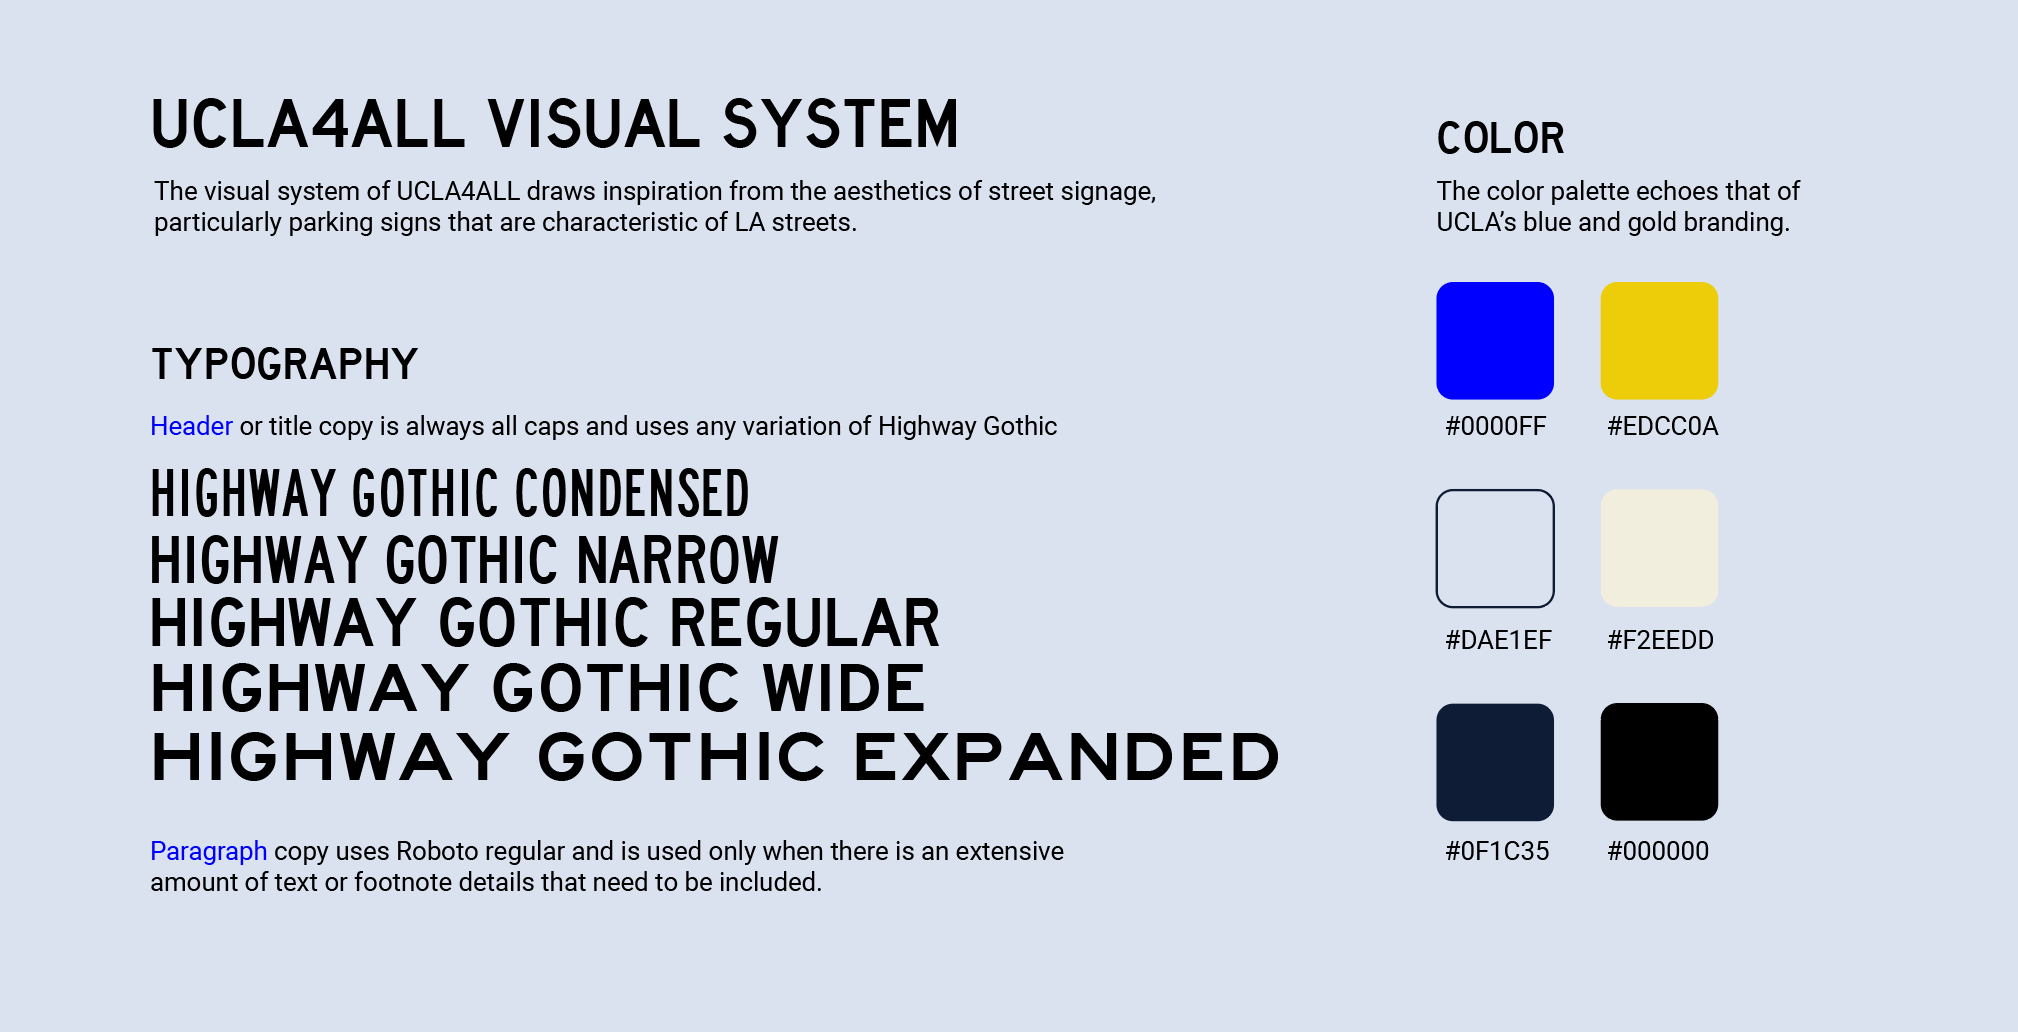 UCLA4ALL VISUAL SYSTEM
The visual system of UCLA4ALL draws inspiration from the aesthetics of street signage,
particularly parking signs that are characteristic of LA streets.
TYPOGRAPHY
Header or title copy is always all caps and uses any variation of Highway Gothic
HIGHWAY GOTHIC CONDENSED
HIGHWAY GOTHIC NARROW
HIGHWAY GOTHIC REGULAR
HIGHWAY GOTHIC WIDE
HIGHWAY GOTHIC EXPANDED
Paragraph copy uses Roboto regular and is used only when there is an extensive
amount of text or footnote details that need to be included.
COLOR
The color palette echoes that of
UCLA’s blue and gold branding.
#0000FF #EDCC0A
#DAE1EF #F2EEDD
#0F1C35 #000000